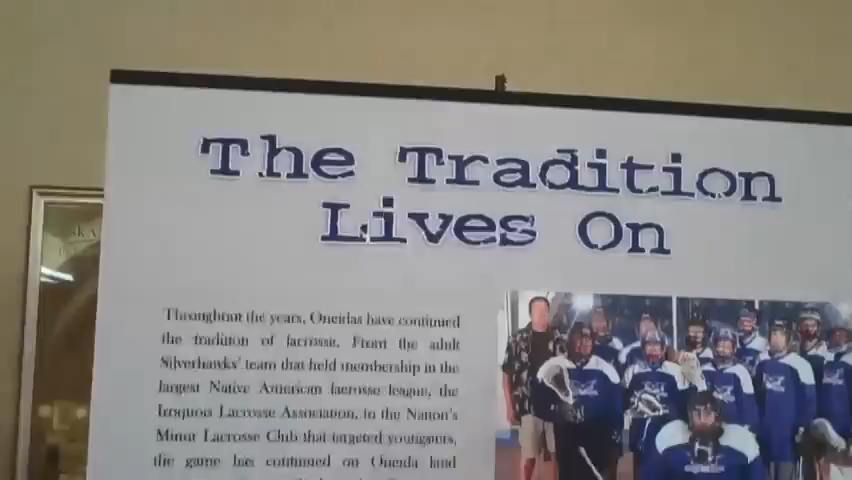 The Tradition
Lives On
Throughout the years, Oneidas have continued
the tradition of lacrosse. From the adult
Silverhawks' team that held membership in the
largest Native American lacrosse league, the
Iroquois Lacrosse Association, to the Nation's
Minor Lacrosse Club that targeted youngsters,
the game has continued on Oneida land